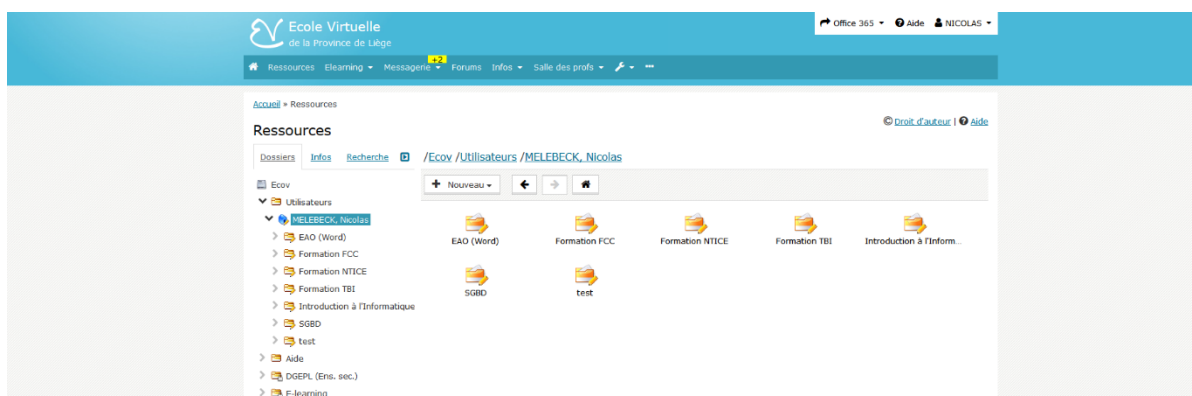 Ecole Virtuelle
de la Province de Liège
Office 365 Aide NICOLAS
Ressources Elearning Messagerie +2 Forums Infos Salle des profs
Accueil » Ressources
© Droit d'auteur | Aide
Ressources
Dossiers Infos Recherche
/Ecov /Utilisateurs /MELEBECK, Nicolas
Nouveau
Ecov
Utilisateurs
MELEBECK, Nicolas
EAO (Word)
Formation FCC
Formation NTICE
Formation TBI
Introduction à l'Informatique
SGBD
test
Aide
DGEPL (Ens. sec.)
E-learning
EAO (Word) Formation FCC Formation NTICE Formation TBI Introduction à l'Inform...
SGBD test